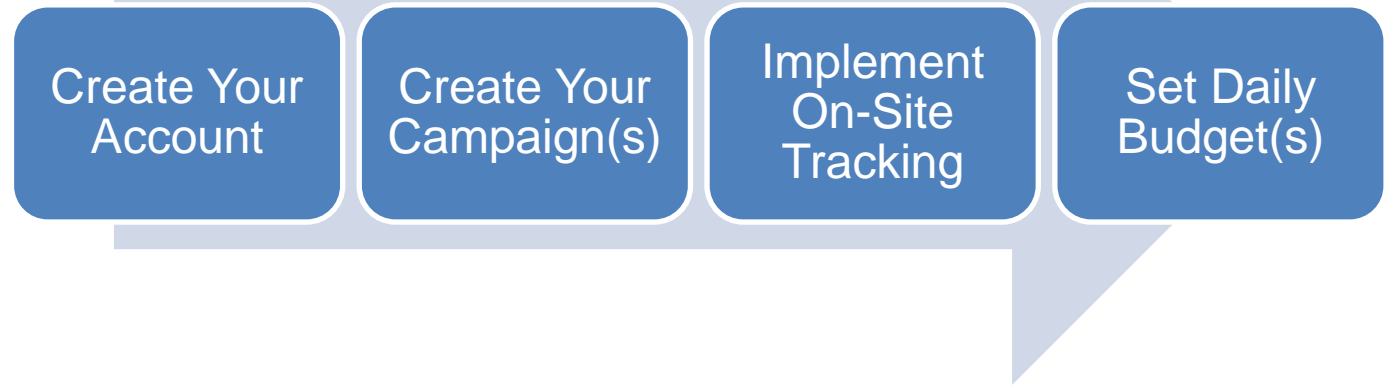 Create Your
Account
Create Your
Campaign(s)
Implement
On-Site
Tracking
Set Daily
Budget(s)